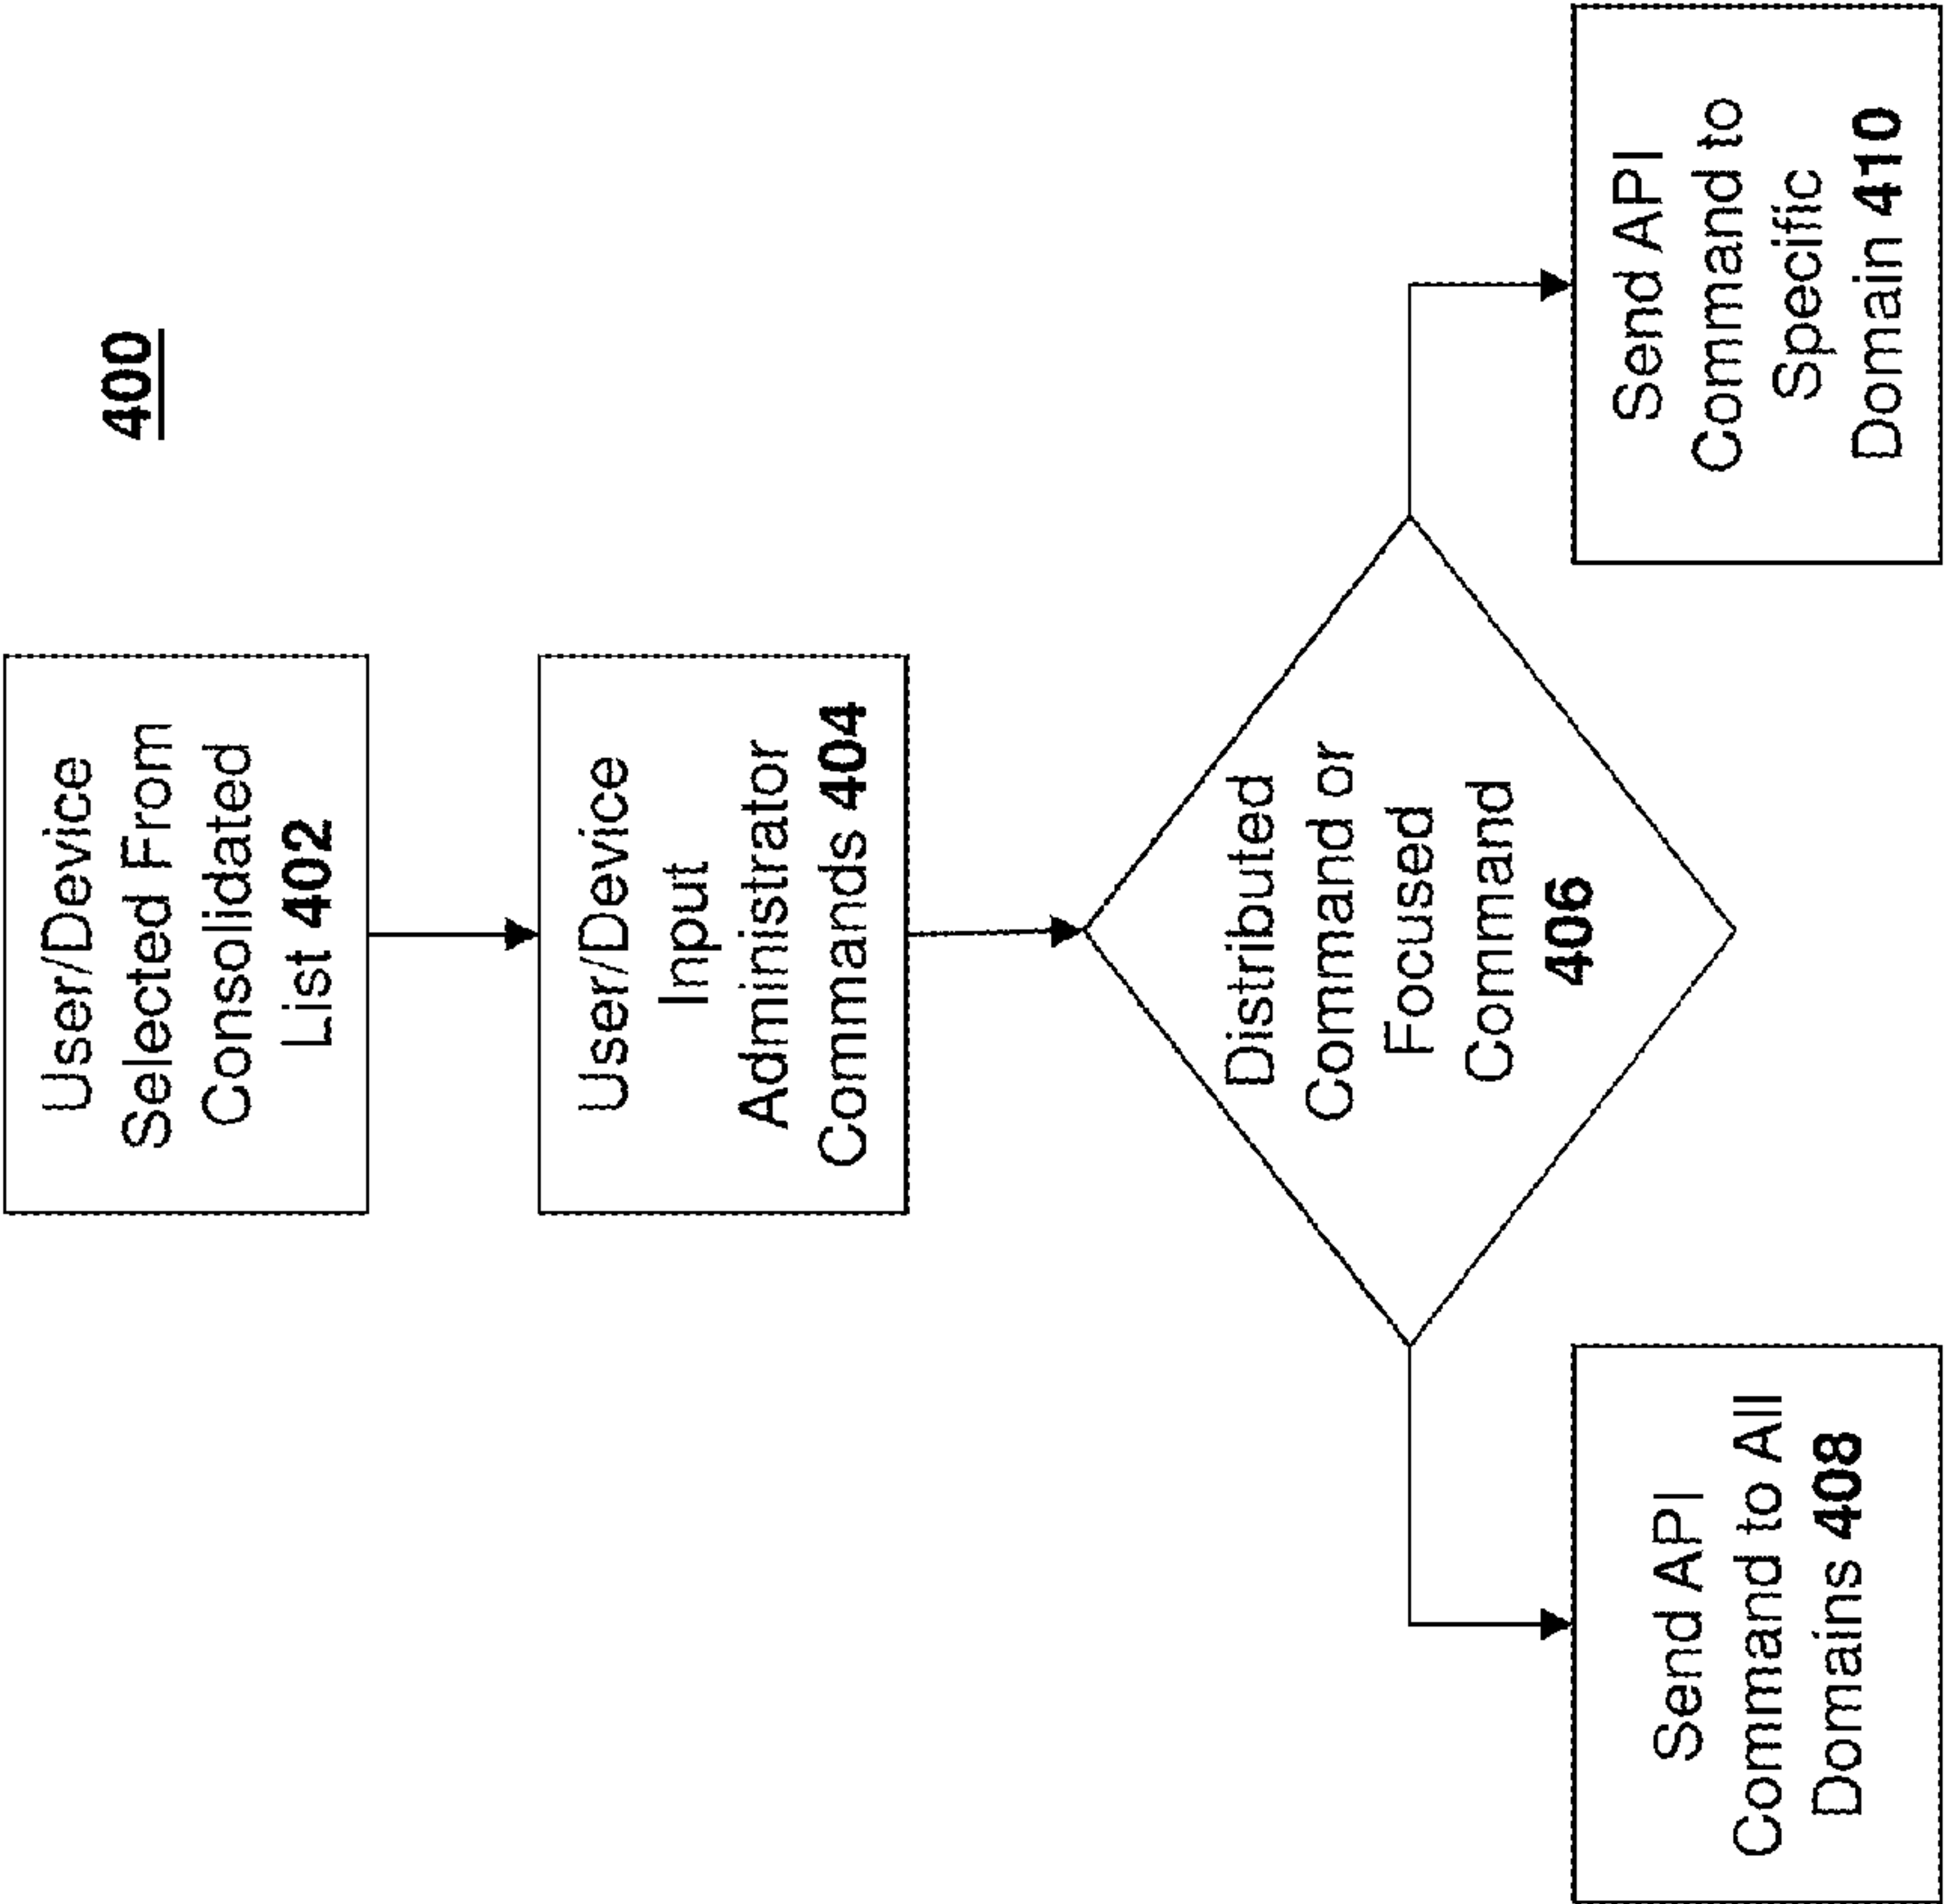 400
User/Device
Selected From
Consolidated
List 402
User/Device
Input
Administrator
Commands 404
Distributed
Command or
Focused
Command
406
Send API
Command to All
Domains 408
Send API
Command to
Specific
Domain 410